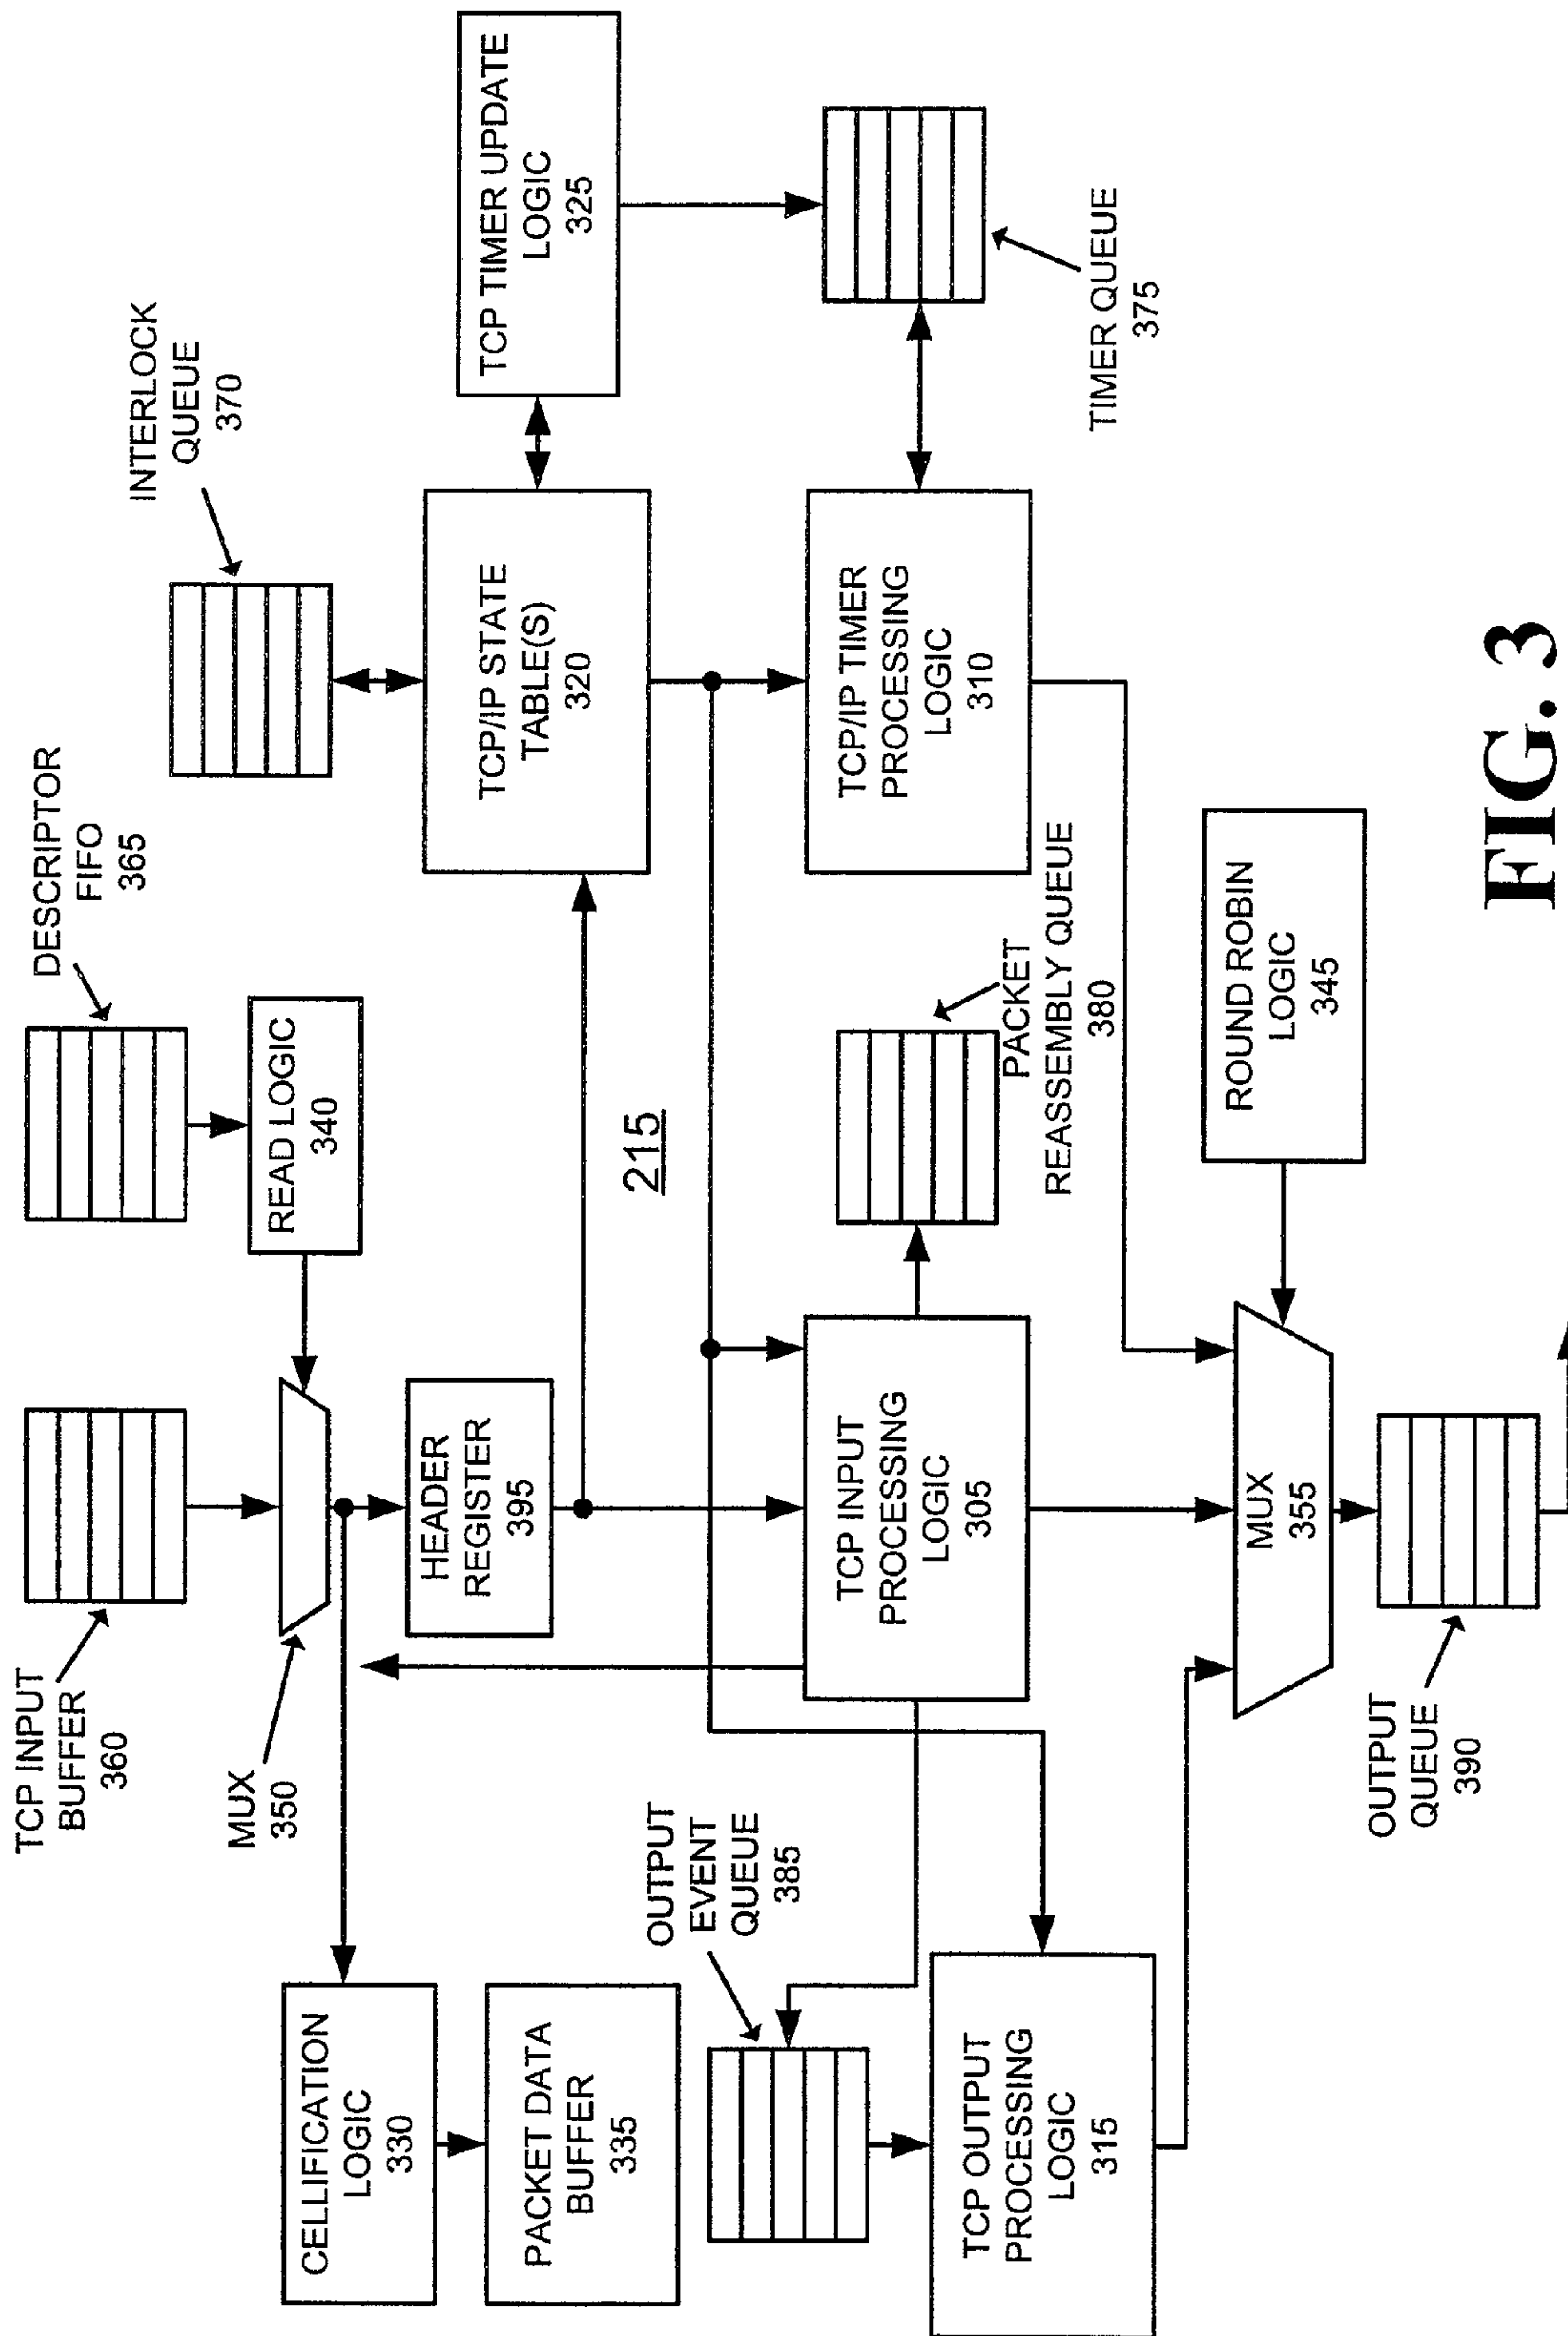 TCP INPUT
BUFFER
360
DESCRIPTOR
FIFO
365
INTERLOCK
QUEUE
370
MUX
350
READ LOGIC
340
CELLIFICATION
LOGIC
330
HEADER
REGISTER
395
TCP/IP STATE
TABLE(S)
320
TCP TIMER UPDATE
LOGIC
325
PACKET DATA
BUFFER
335
215
OUTPUT
EVENT
QUEUE
385
TCP INPUT
PROCESSING
LOGIC
305
PACKET
REASSEMBLY QUEUE
380
TCP/IP TIMER
PROCESSING
LOGIC
310
TIMER QUEUE
375
TCP OUTPUT
PROCESSING
LOGIC
315
MUX
355
ROUND ROBIN
LOGIC
345
OUTPUT
QUEUE
390
FIG. 3